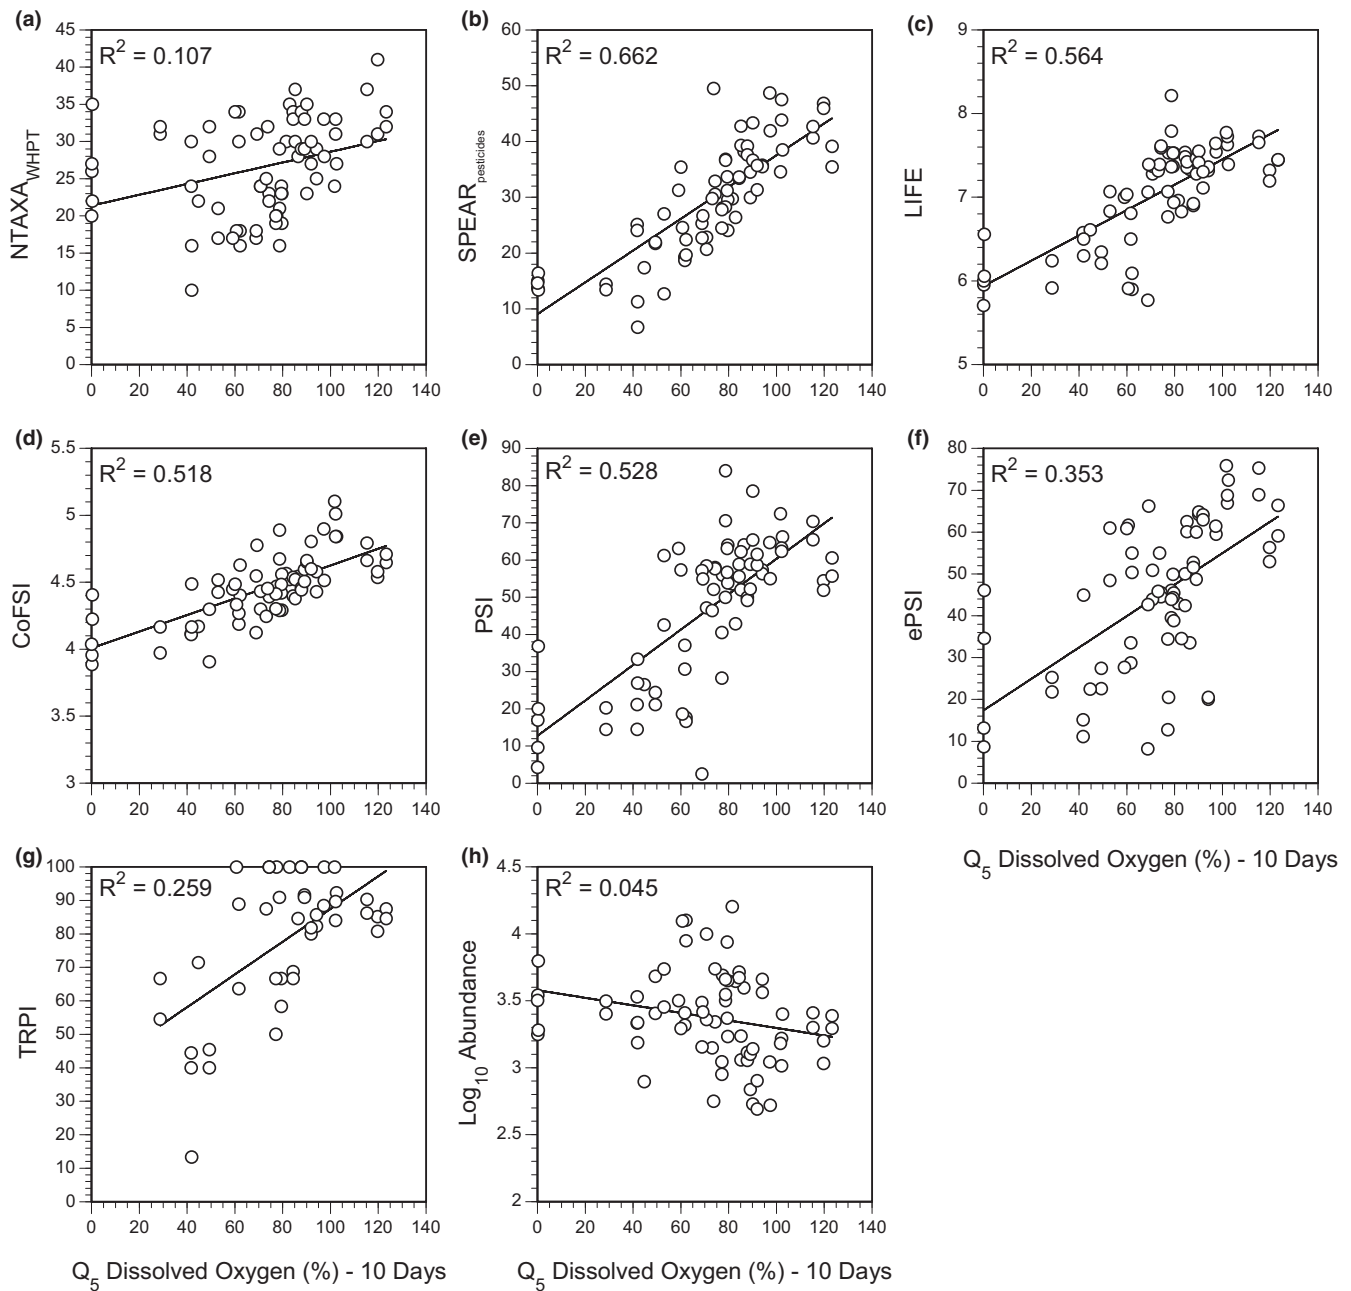 (a)
R² = 0.107
NTAXA_WHPT
45
40
35
30
25
20
15
10
5
0
0 20 40 60 80 100 120 140
(b)
R² = 0.662
SPEAR_pesticides
60
50
40
30
20
10
0
0 20 40 60 80 100 120 140
(c)
R² = 0.564
LIFE
9
8
7
6
5
0 20 40 60 80 100 120 140
(d)
R² = 0.518
CoFSI
5.5
5
4.5
4
3.5
3
0 20 40 60 80 100 120 140
(e)
R² = 0.528
PSI
90
80
70
60
50
40
30
20
10
0
0 20 40 60 80 100 120 140
(f)
R² = 0.353
ePSI
80
70
60
50
40
30
20
10
0
0 20 40 60 80 100 120 140
Q₅ Dissolved Oxygen (%) - 10 Days
(g)
R² = 0.259
TRPI
100
90
80
70
60
50
40
30
20
10
0
0 20 40 60 80 100 120 140
Q₅ Dissolved Oxygen (%) - 10 Days
(h)
R² = 0.045
Log₁₀ Abundance
4.5
4
3.5
3
2.5
2
0 20 40 60 80 100 120 140
Q₅ Dissolved Oxygen (%) - 10 Days